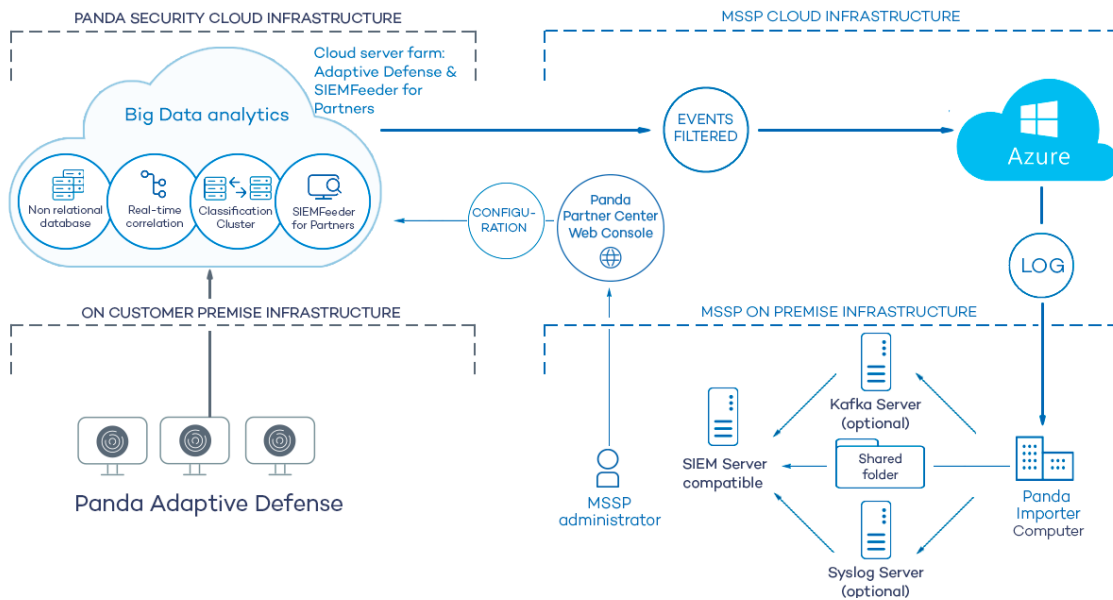 PANDA SECURITY CLOUD INFRASTRUCTURE
MSSP CLOUD INFRASTRUCTURE
Cloud server farm:
Adaptive Defense &
SIEMFeeder for
Partners
Big Data analytics
Non relational
database
Real-time
correlation
Classification
Cluster
SIEMFeeder
for Partners
EVENTS
FILTERED
Azure
CONFIGU-
RATION
Panda
Partner Center
Web Console
LOG
ON CUSTOMER PREMISE INFRASTRUCTURE
MSSP ON PREMISE INFRASTRUCTURE
Panda Adaptive Defense
MSSP
administrator
SIEM Server
compatible
Kafka Server
(optional)
Shared
folder
Syslog Server
(optional)
Panda
Importer
Computer